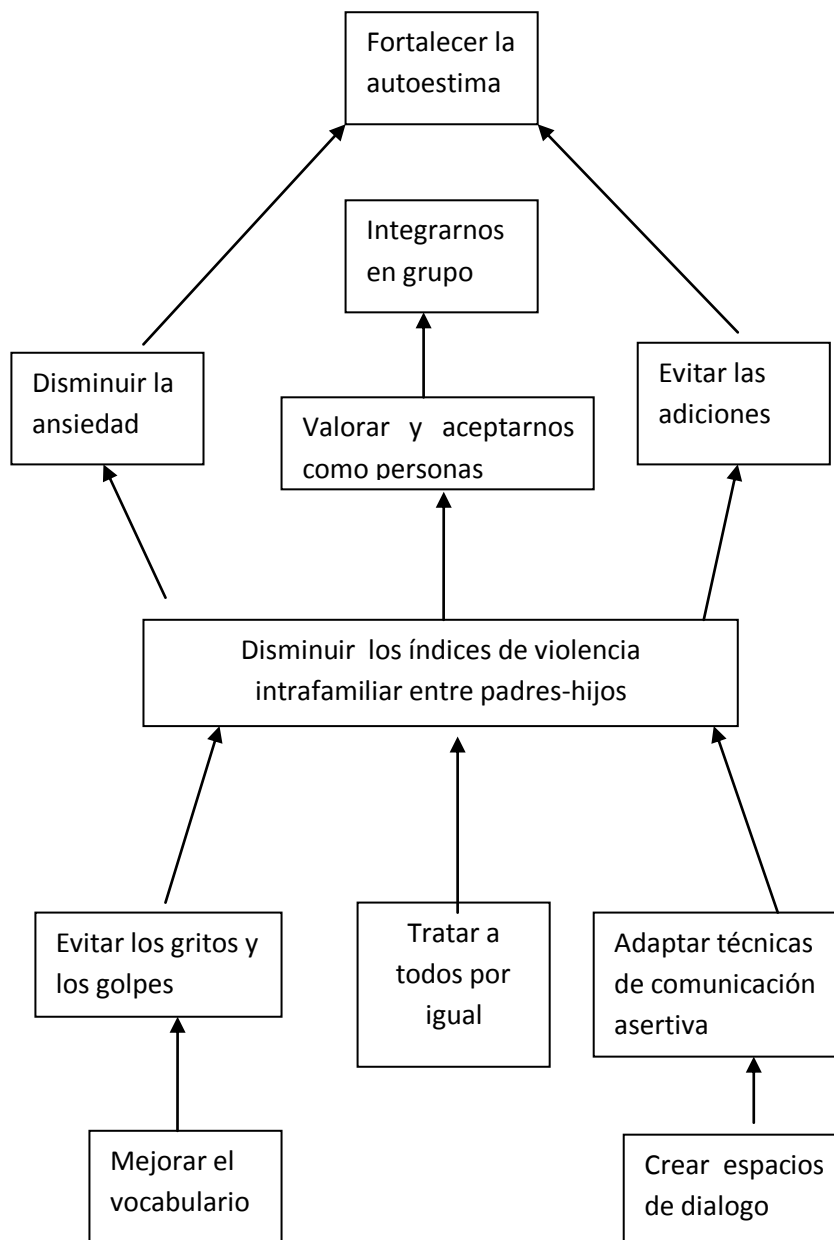 Fortalecer la
autoestima
Integrarnos
en grupo
Disminuir la
ansiedad
Valorar y aceptarnos
como personas
Evitar las
adiciones
Disminuir los índices de violencia
intrafamiliar entre padres-hijos
Evitar los gritos y
los golpes
Tratar a
todos por
igual
Adaptar técnicas
de comunicación
asertiva
Mejorar el
vocabulario
Crear espacios
de dialogo